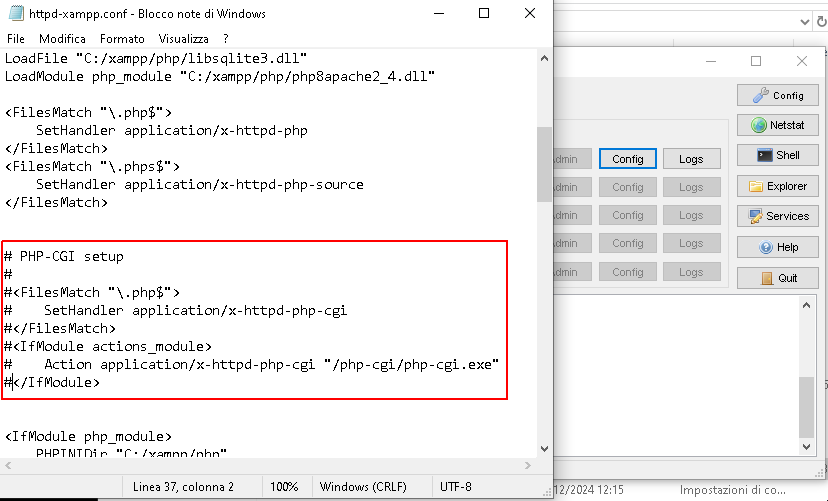 httpd-xampp.conf - Blocco note di Windows
File Modifica Formato Visualizza ?
LoadFile "C:/xampp/php/libsqlite3.dll"
LoadModule php_module "C:/xampp/php/php8apache2_4.dll"
<FilesMatch "\.php$">
    SetHandler application/x-httpd-php
</FilesMatch>
<FilesMatch "\.phps$">
    SetHandler application/x-httpd-php-source
</FilesMatch>
# PHP-CGI setup
#
#<FilesMatch "\.php$">
#    SetHandler application/x-httpd-php-cgi
#</FilesMatch>
#<IfModule actions_module>
#    Action application/x-httpd-php-cgi "/php-cgi/php-cgi.exe"
#</IfModule>
<IfModule php_module>
    PHPINIDir "C:/xampp/php"
Linea 37, colonna 2 100% Windows (CRLF) UTF-8
Config
Netstat
Shell
Explorer
Services
Help
Quit
dmin Config Logs
dmin Config Logs
dmin Config Logs
dmin Config Logs
dmin Config Logs
12/2024 12:15 Impostazioni di co...